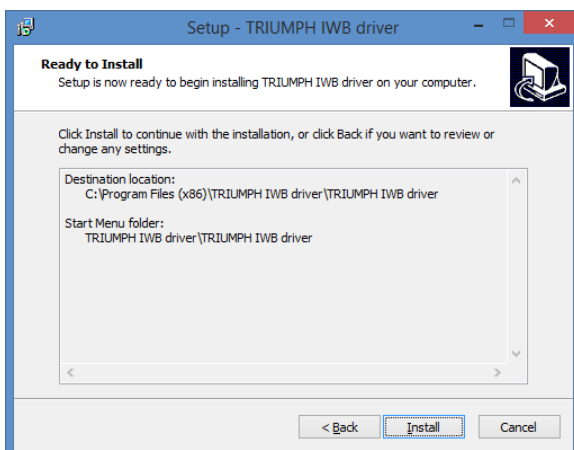 Setup - TRIUMPH IWB driver
Ready to Install
Setup is now ready to begin installing TRIUMPH IWB driver on your computer.
Click Install to continue with the installation, or click Back if you want to review or
change any settings.
Destination location:
C:\Program Files (x86)\TRIUMPH IWB driver\TRIUMPH IWB driver
Start Menu folder:
TRIUMPH IWB driver\TRIUMPH IWB driver
< Back Install Cancel